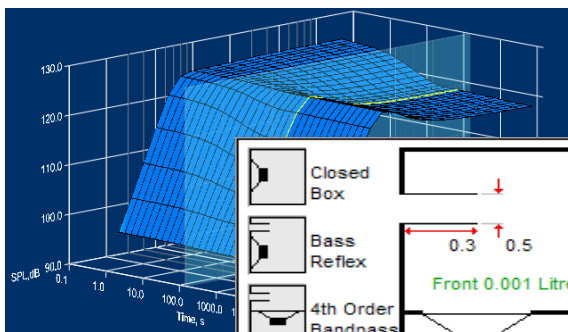 130.0
120.0
110.0
100.0
90.0
SPL,dB
0.1
1.0
10.0
100.0
1000.0
Time, s
Closed
Box
Bass
Reflex
4th Order
Bandpass
0.3
0.5
Front 0.001 Litre